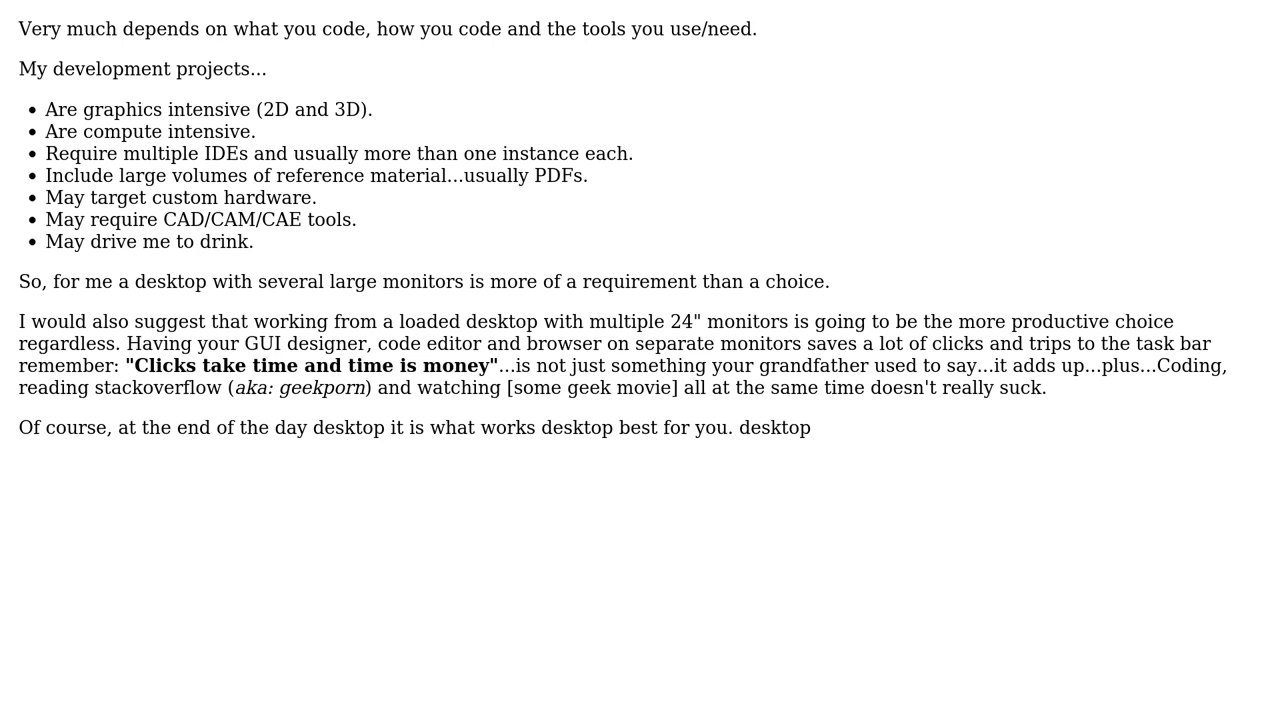 Very much depends on what you code, how you code and the tools you use/need.
My development projects...
• Are graphics intensive (2D and 3D).
• Are compute intensive.
• Require multiple IDEs and usually more than one instance each.
• Include large volumes of reference material...usually PDFs.
• May target custom hardware.
• May require CAD/CAM/CAE tools.
• May drive me to drink.
So, for me a desktop with several large monitors is more of a requirement than a choice.
I would also suggest that working from a loaded desktop with multiple 24" monitors is going to be the more productive choice
regardless. Having your GUI designer, code editor and browser on separate monitors saves a lot of clicks and trips to the task bar
remember: "Clicks take time and time is money"...is not just something your grandfather used to say...it adds up...plus...Coding,
reading stackoverflow (aka: geekporn) and watching [some geek movie] all at the same time doesn't really suck.
Of course, at the end of the day desktop it is what works desktop best for you. desktop